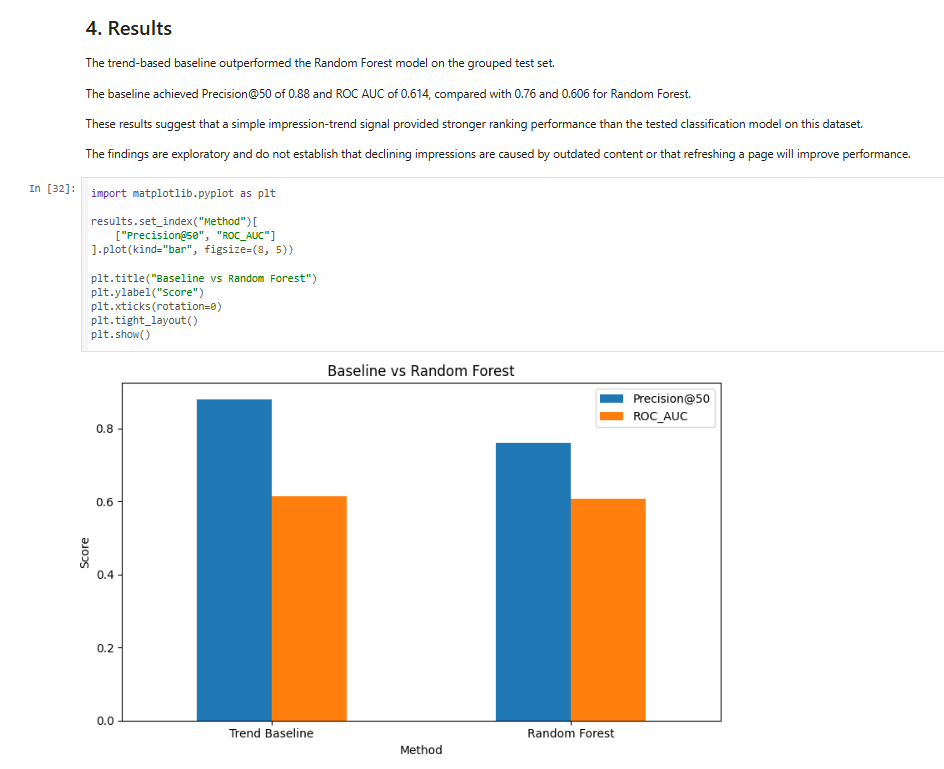 4. Results
The trend-based baseline outperformed the Random Forest model on the grouped test set.
The baseline achieved Precision@50 of 0.88 and ROC AUC of 0.614, compared with 0.76 and 0.606 for Random Forest.
These results suggest that a simple impression-trend signal provided stronger ranking performance than the tested classification model on this dataset.
The findings are exploratory and do not establish that declining impressions are caused by outdated content or that refreshing a page will improve performance.
In [32]:
import matplotlib.pyplot as plt
results.set_index("Method")[
    ["Precision@50", "ROC_AUC"]
].plot(kind="bar", figsize=(8, 5))
plt.title("Baseline vs Random Forest")
plt.ylabel("Score")
plt.xticks(rotation=0)
plt.tight_layout()
plt.show()
Baseline vs Random Forest
Precision@50
ROC_AUC
0.8
0.6
0.4
0.2
0.0
Score
Trend Baseline
Random Forest
Method